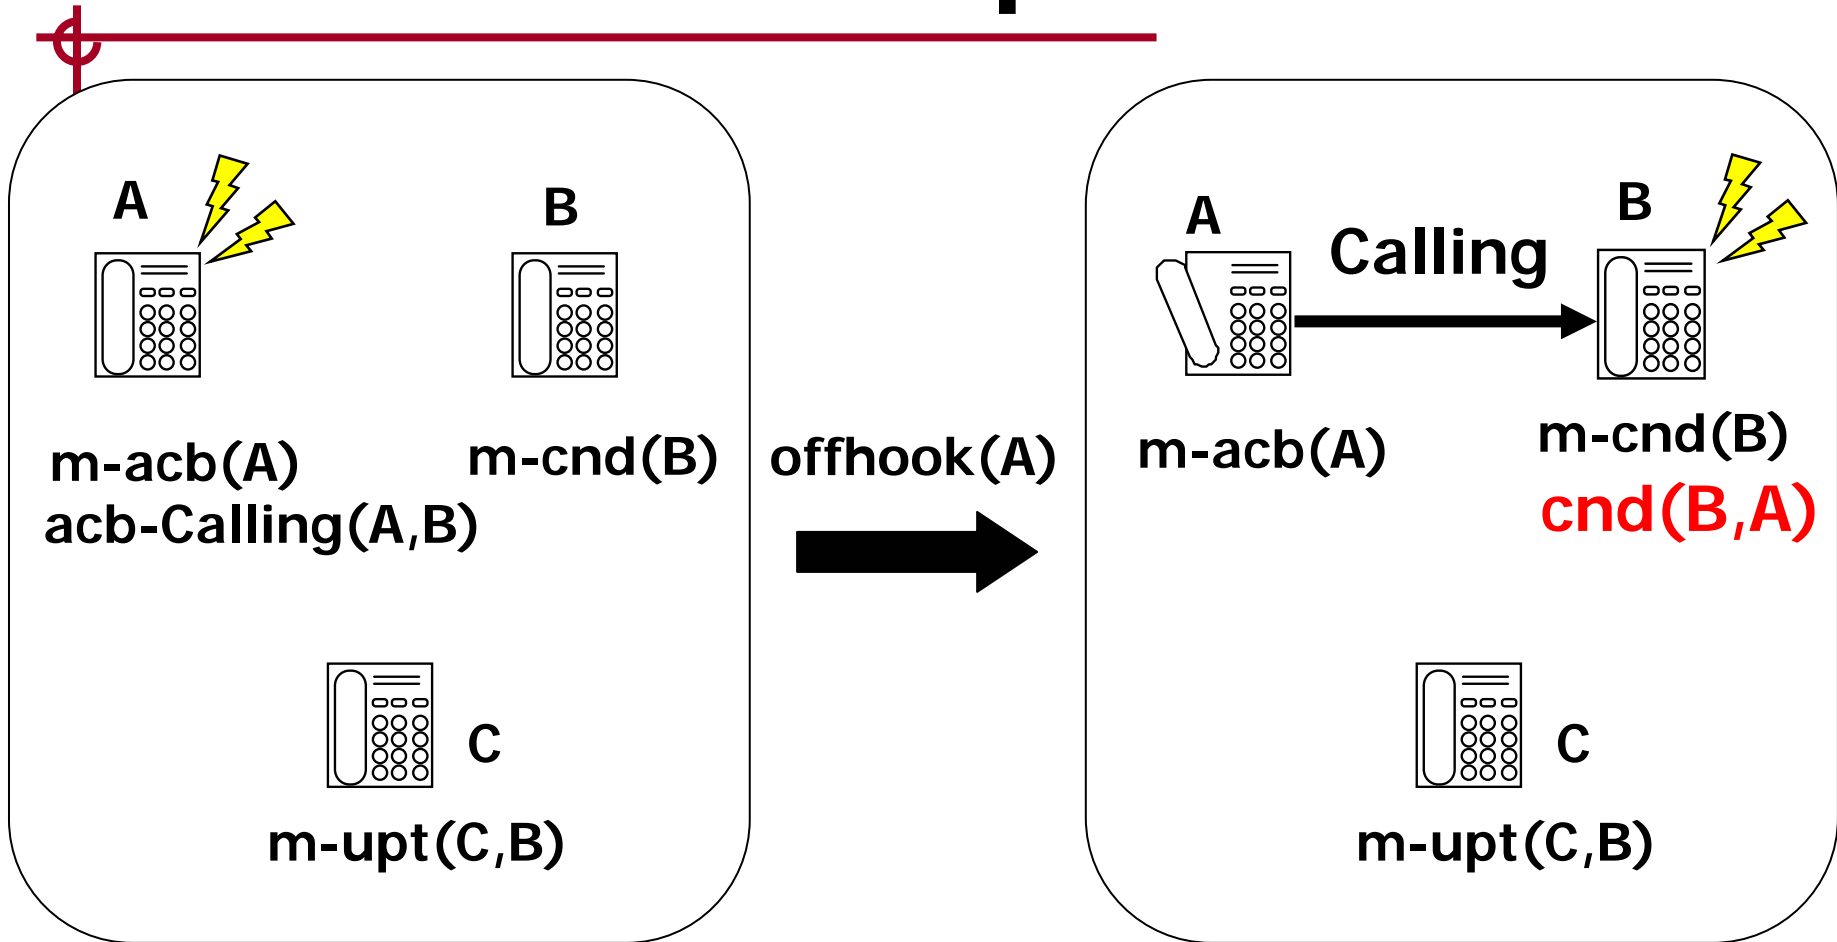 A
B
m-acb(A)
m-cnd(B)
acb-Calling(A,B)
C
m-upt(C,B)
offhook(A)
A
Calling
B
m-acb(A)
m-cnd(B)
cnd(B,A)
C
m-upt(C,B)